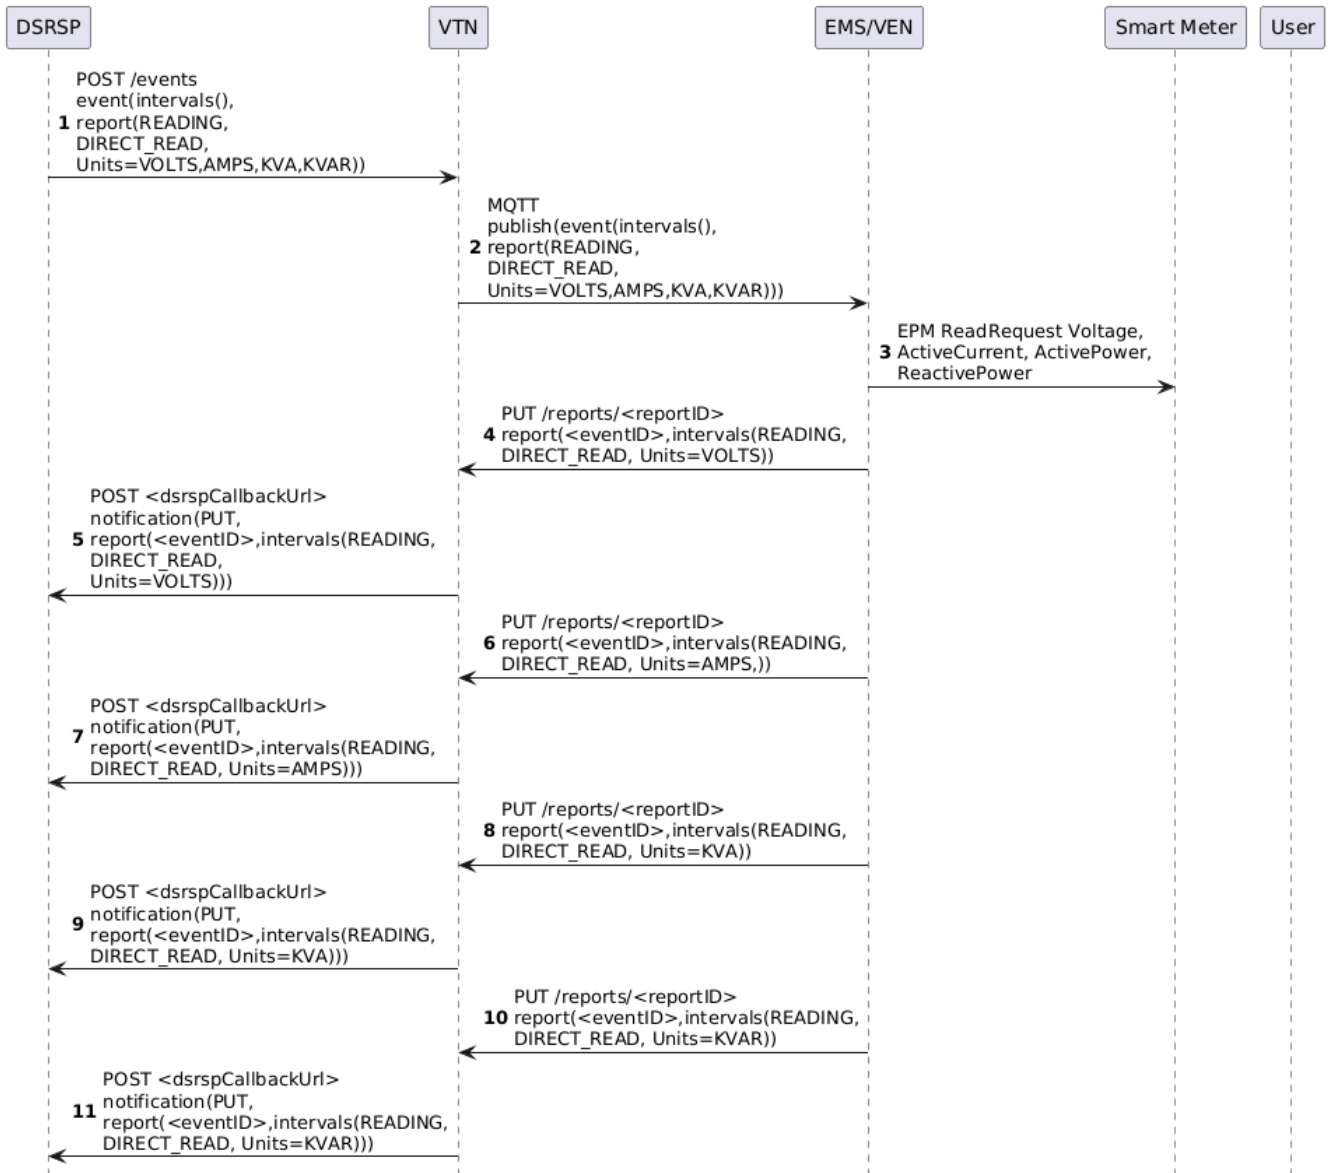 DSRSP
VTN
EMS/VEN
Smart Meter
User
POST /events
event(intervals(),
1 report(READING,
DIRECT_READ,
Units=VOLTS,AMPS,KVA,KVAR))
MQTT
publish(event(intervals(),
2 report(READING,
DIRECT_READ,
Units=VOLTS,AMPS,KVA,KVAR)))
EPM ReadRequest Voltage,
3 ActiveCurrent, ActivePower,
ReactivePower
PUT /reports/<reportID>
4 report(<eventID>,intervals(READING,
DIRECT_READ, Units=VOLTS))
POST <dsrspCallbackUrl>
notification(PUT,
5 report(<eventID>,intervals(READING,
DIRECT_READ,
Units=VOLTS)))
PUT /reports/<reportID>
6 report(<eventID>,intervals(READING,
DIRECT_READ, Units=AMPS,))
POST <dsrspCallbackUrl>
7 notification(PUT,
report(<eventID>,intervals(READING,
DIRECT_READ, Units=AMPS)))
PUT /reports/<reportID>
8 report(<eventID>,intervals(READING,
DIRECT_READ, Units=KVA))
POST <dsrspCallbackUrl>
9 notification(PUT,
report(<eventID>,intervals(READING,
DIRECT_READ, Units=KVA)))
PUT /reports/<reportID>
10 report(<eventID>,intervals(READING,
DIRECT_READ, Units=KVAR))
POST <dsrspCallbackUrl>
11 notification(PUT,
report(<eventID>,intervals(READING,
DIRECT_READ, Units=KVAR)))